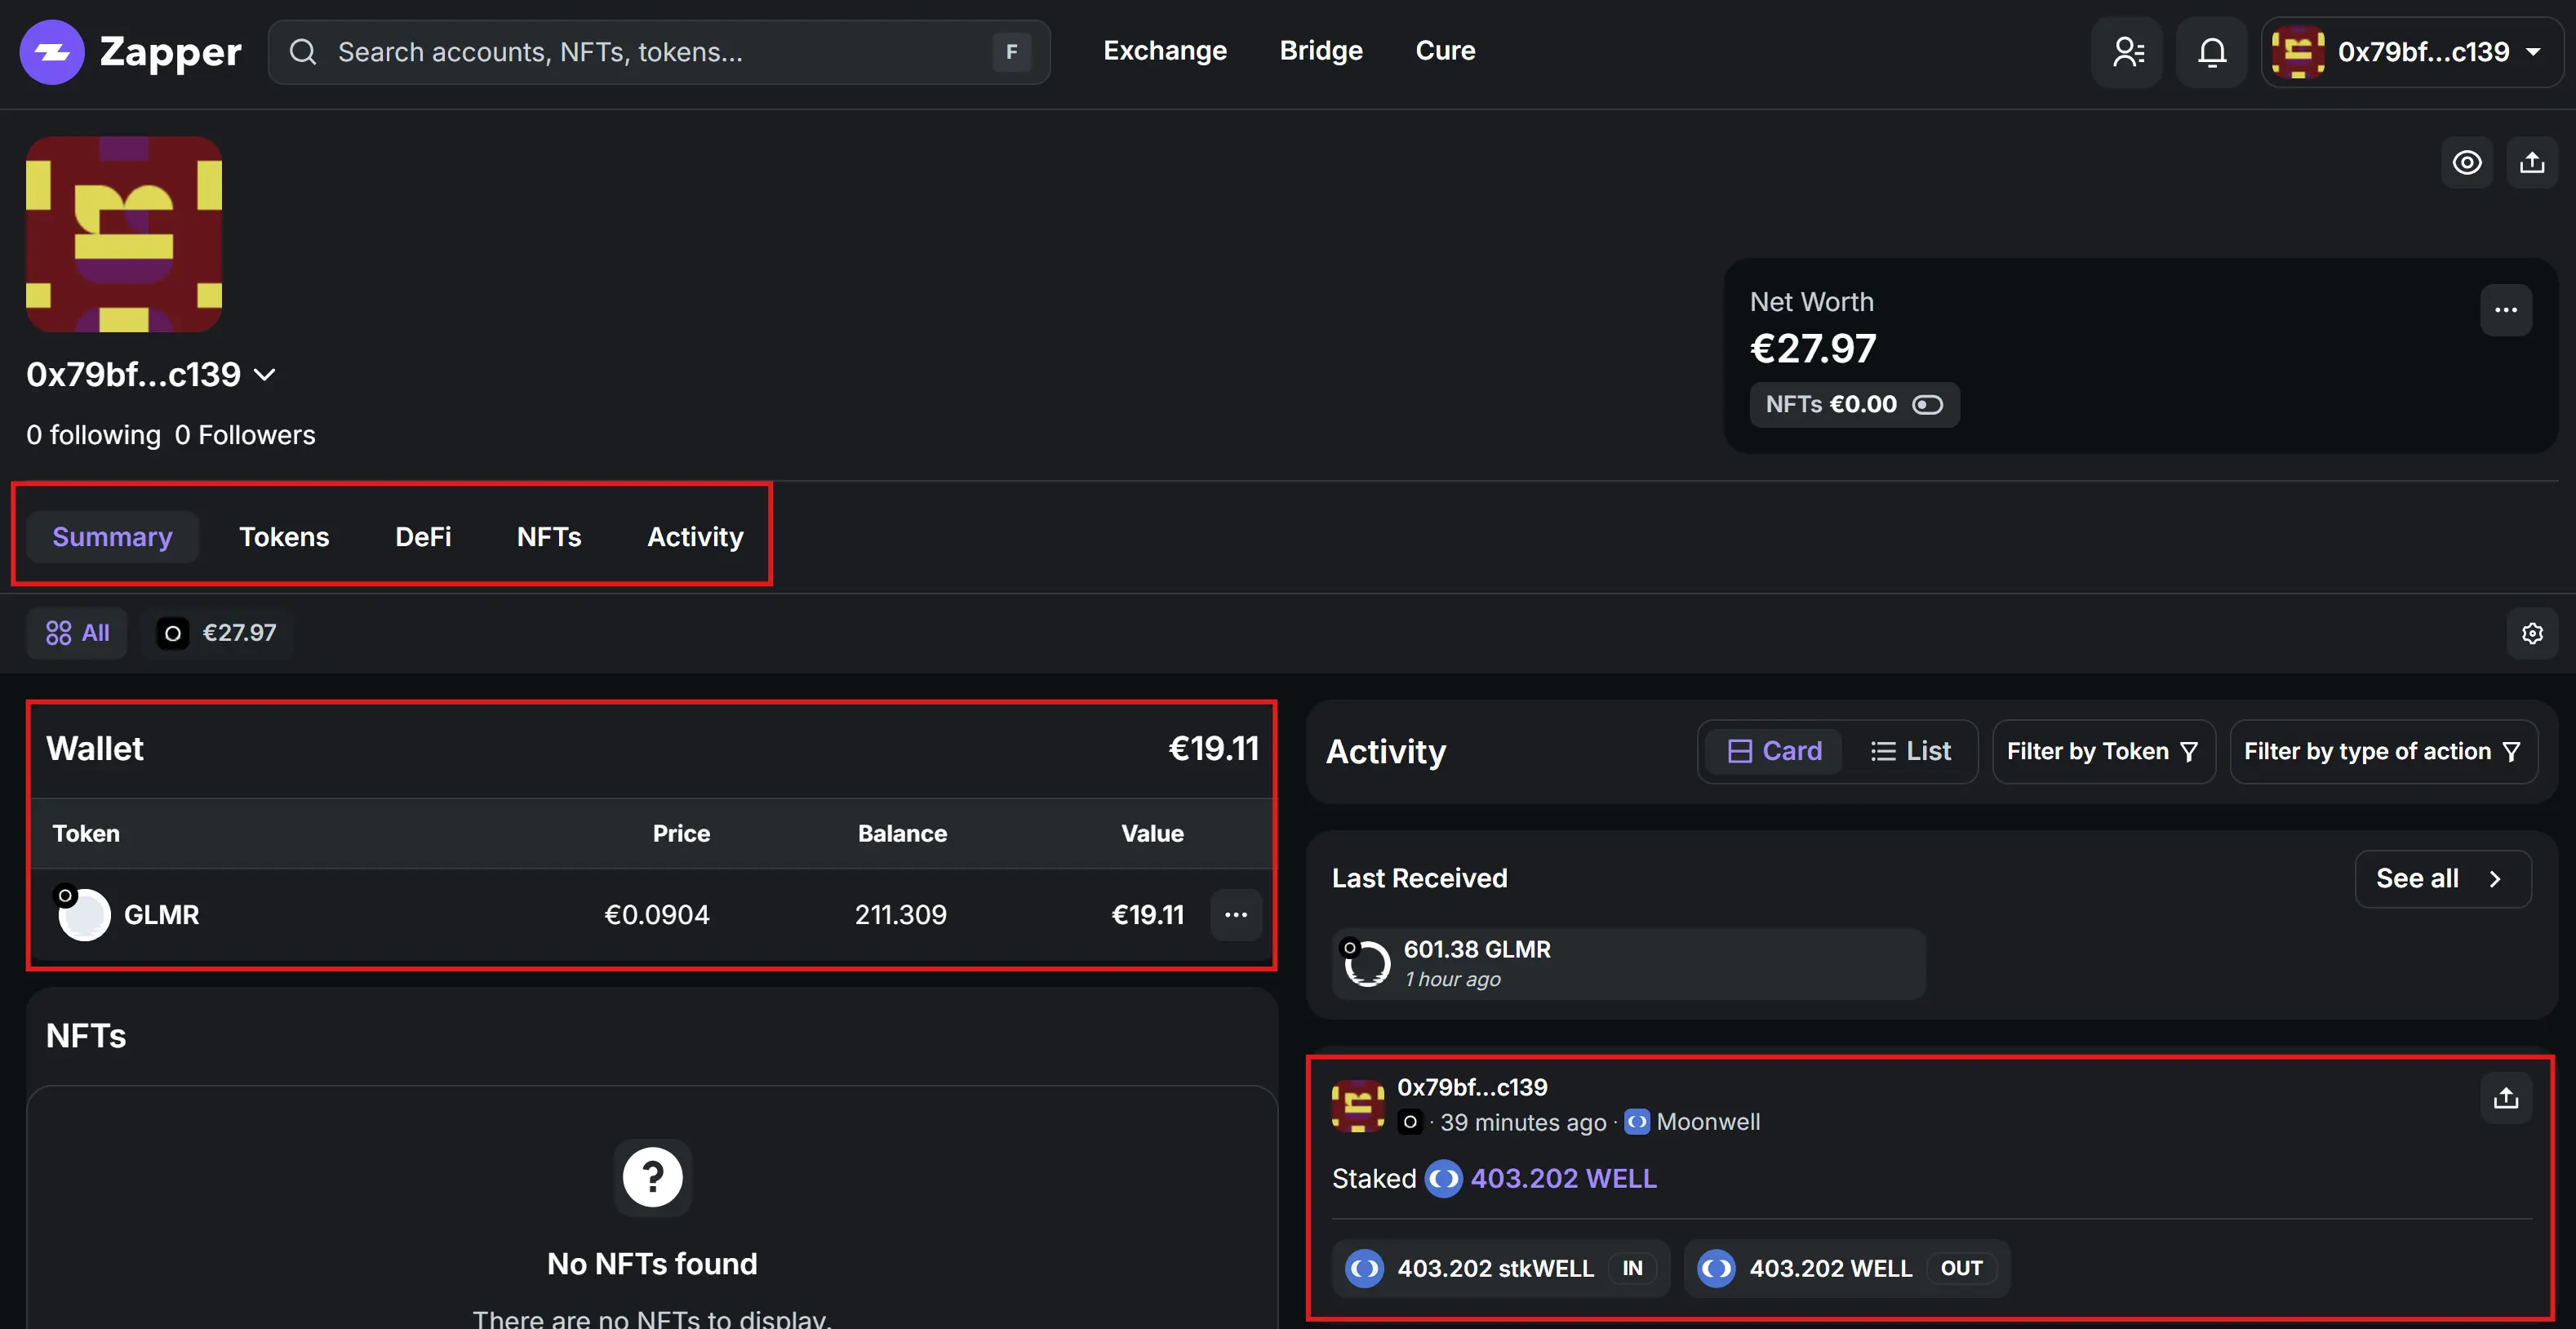 Zapper
Search accounts, NFTs, tokens... F
Exchange Bridge Cure
0x79bf...c139
0x79bf...c139
0 following 0 Followers
Net Worth
€27.97
NFTs €0.00
Summary Tokens DeFi NFTs Activity
All €27.97
Wallet €19.11
Token Price Balance Value
GLMR €0.0904 211.309 €19.11
NFTs
No NFTs found
There are no NFTs to display.
Activity Card List Filter by Token Filter by type of action
Last Received See all
601.38 GLMR
1 hour ago
0x79bf...c139
· 39 minutes ago · Moonwell
Staked 403.202 WELL
403.202 stkWELL IN 403.202 WELL OUT